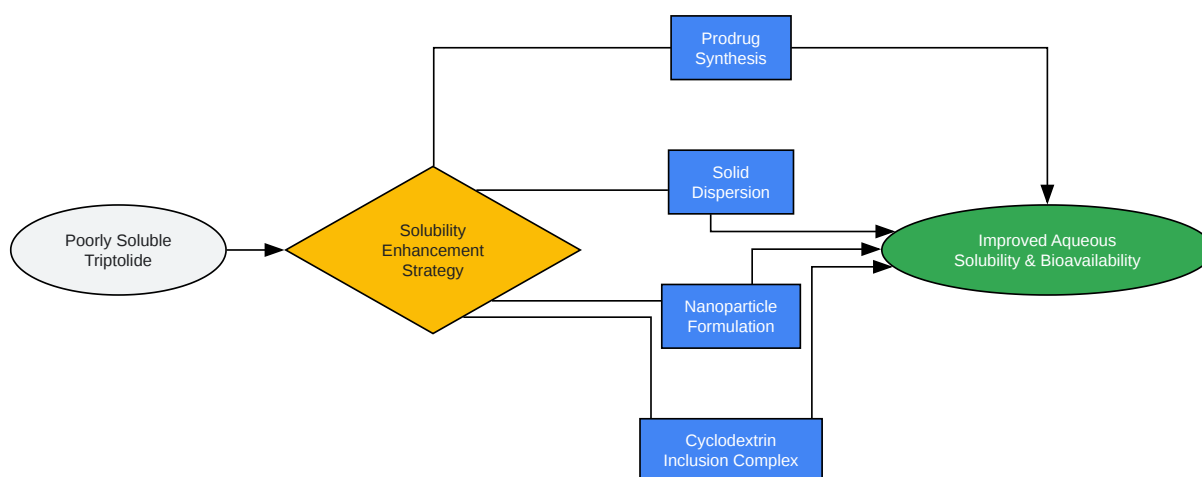 Poorly Soluble
Triptolide
Solubility
Enhancement
Strategy
Prodrug
Synthesis
Solid
Dispersion
Nanoparticle
Formulation
Cyclodextrin
Inclusion Complex
Improved Aqueous
Solubility & Bioavailability